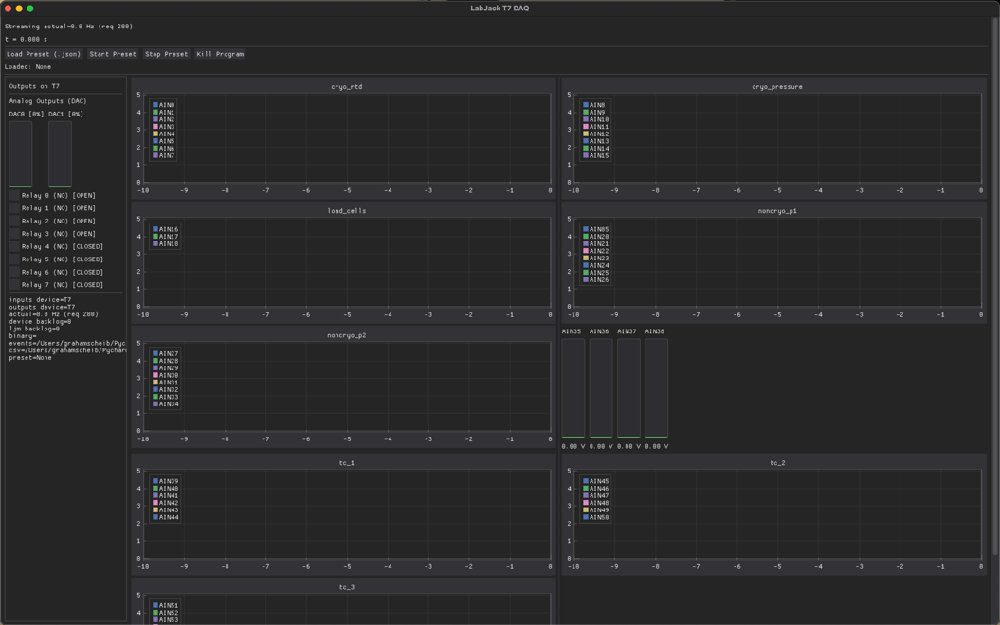 LabJack T7 DAQ
Streaming actual=0.0 Hz (req 200)
t = 0.000 s
Load Preset (.json) Start Preset Stop Preset Kill Program
Loaded: None
Outputs on T7
Analog Outputs (DAC)
DAC0 [0%] DAC1 [0%]
Relay 0 (NO) [OPEN]
Relay 1 (NO) [OPEN]
Relay 2 (NO) [OPEN]
Relay 3 (NO) [OPEN]
Relay 4 (NC) [CLOSED]
Relay 5 (NC) [CLOSED]
Relay 6 (NC) [CLOSED]
Relay 7 (NC) [CLOSED]
inputs device=T7
outputs device=T7
actual=0.0 Hz (req 200)
device backlog=0
ljm backlog=0
binary=
events=/Users/grahamscheib/Pyc
csv=/Users/grahamscheib/Pychar
preset=None
cryo_rtd
5
4
3
2
1
0
AIN0
AIN1
AIN2
AIN3
AIN4
AIN5
AIN6
AIN7
-10 -9 -8 -7 -6 -5 -4 -3 -2 -1 0
cryo_pressure
5
4
3
2
1
0
AIN8
AIN9
AIN10
AIN11
AIN12
AIN13
AIN14
AIN15
-10 -9 -8 -7 -6 -5 -4 -3 -2 -1 0
load_cells
5
4
3
2
1
0
AIN16
AIN17
AIN18
-10 -9 -8 -7 -6 -5 -4 -3 -2 -1 0
noncryo_p1
5
4
3
2
1
0
AIN85
AIN20
AIN21
AIN22
AIN23
AIN24
AIN25
AIN26
-10 -9 -8 -7 -6 -5 -4 -3 -2 -1 0
noncryo_p2
5
4
3
2
1
0
AIN27
AIN28
AIN29
AIN30
AIN31
AIN32
AIN33
AIN34
-10 -9 -8 -7 -6 -5 -4 -3 -2 -1 0
AIN35 AIN36 AIN37 AIN38
0.00 V 0.00 V 0.00 V 0.00 V
tc_1
5
4
3
2
1
0
AIN39
AIN40
AIN41
AIN42
AIN43
AIN44
-10 -9 -8 -7 -6 -5 -4 -3 -2 -1 0
tc_2
5
4
3
2
1
0
AIN45
AIN46
AIN47
AIN48
AIN49
AIN50
-10 -9 -8 -7 -6 -5 -4 -3 -2 -1 0
tc_3
5
4
AIN51
AIN52
AIN53